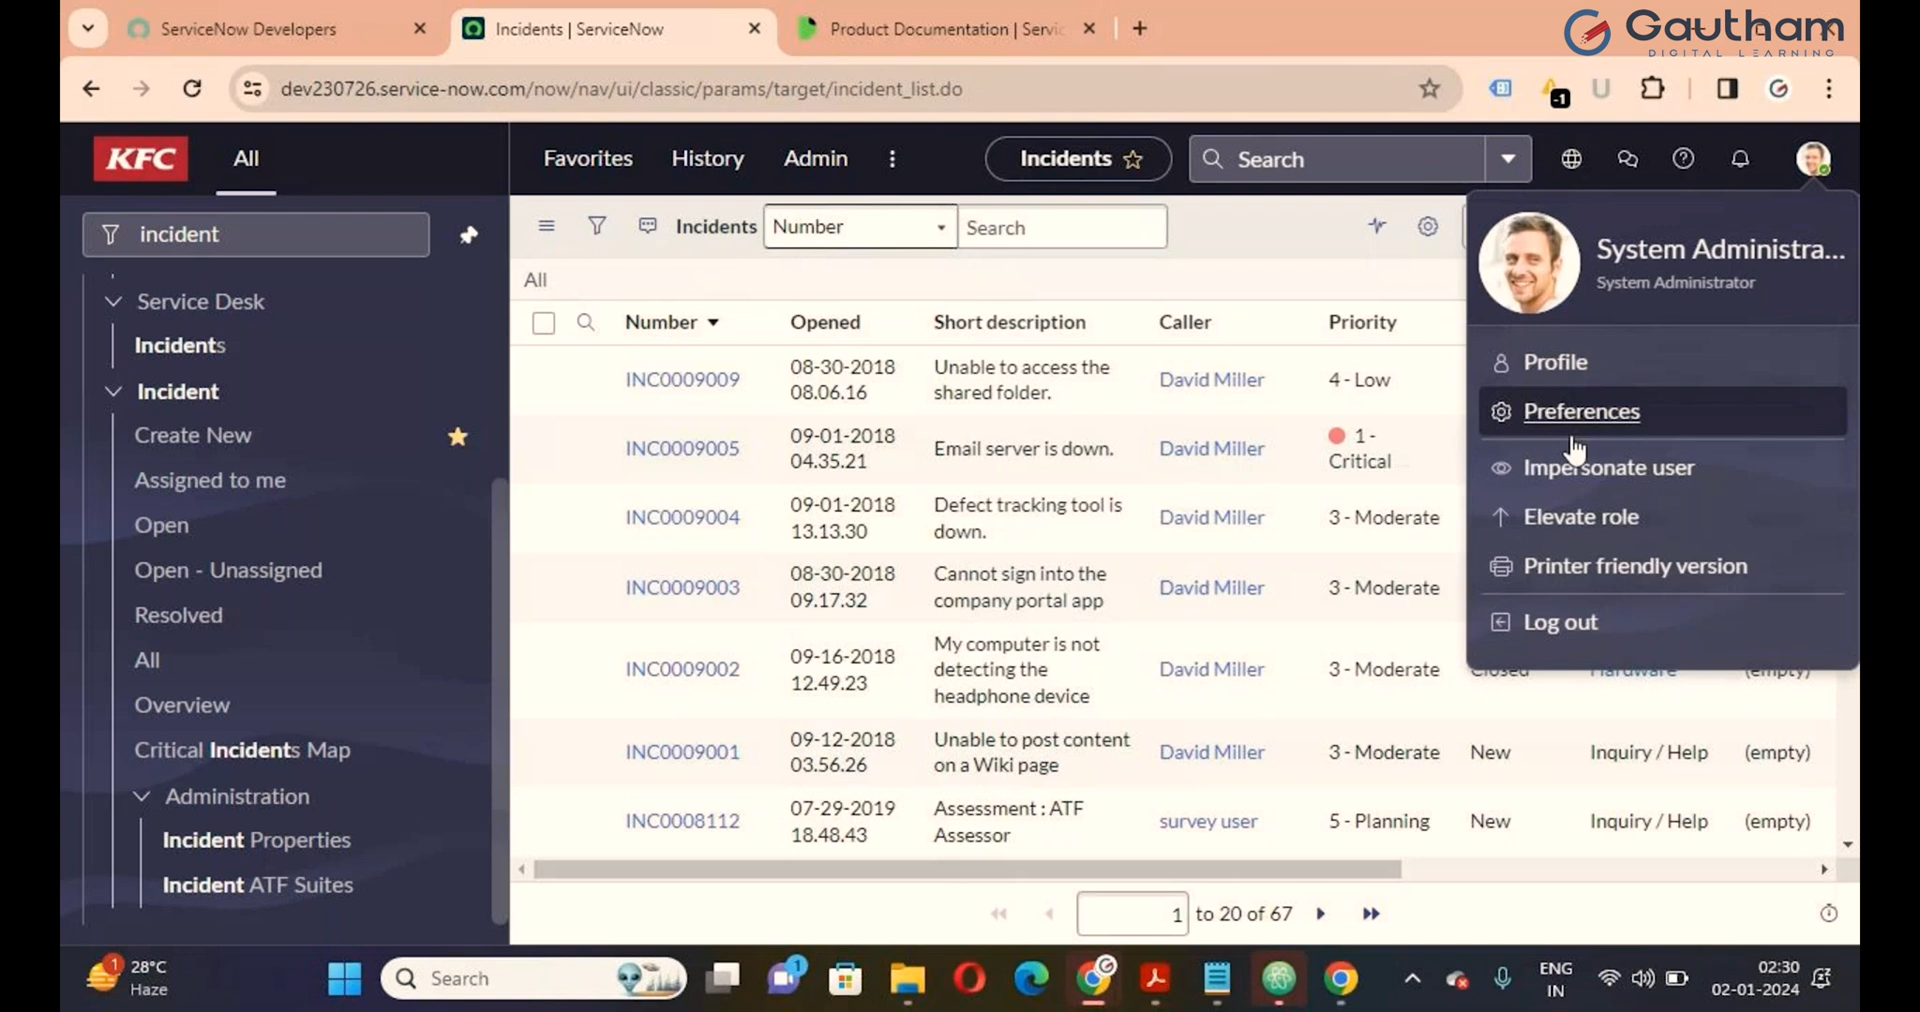 ServiceNow Developers
Incidents | ServiceNow
Product Documentation | Servic
Gautham
DIGITAL LEARNING
dev230726.service-now.com/now/nav/ui/classic/params/target/incident_list.do
-1
KFC
All
Favorites
History
Admin
Incidents
Search
incident
Service Desk
Incidents
Incident
Create New
Assigned to me
Open
Open - Unassigned
Resolved
All
Overview
Critical Incidents Map
Administration
Incident Properties
Incident ATF Suites
Incidents
Number
Search
All
Number
Opened
Short description
Caller
Priority
INC0009009
08-30-2018
08.06.16
Unable to access the
shared folder.
David Miller
4 - Low
INC0009005
09-01-2018
04.35.21
Email server is down.
David Miller
1 -
Critical
INC0009004
09-01-2018
13.13.30
Defect tracking tool is
down.
David Miller
3 - Moderate
INC0009003
08-30-2018
09.17.32
Cannot sign into the
company portal app
David Miller
3 - Moderate
INC0009002
09-16-2018
12.49.23
My computer is not
detecting the
headphone device
David Miller
3 - Moderate
Closed
Hardware
(empty)
INC0009001
09-12-2018
03.56.26
Unable to post content
on a Wiki page
David Miller
3 - Moderate
New
Inquiry / Help
(empty)
INC0008112
07-29-2019
18.48.43
Assessment : ATF
Assessor
survey user
5 - Planning
New
Inquiry / Help
(empty)
1 to 20 of 67
System Administra...
System Administrator
Profile
Preferences
Impersonate user
Elevate role
Printer friendly version
Log out
1
28°C
Haze
Search
1
ENG
IN
02:30
02-01-2024